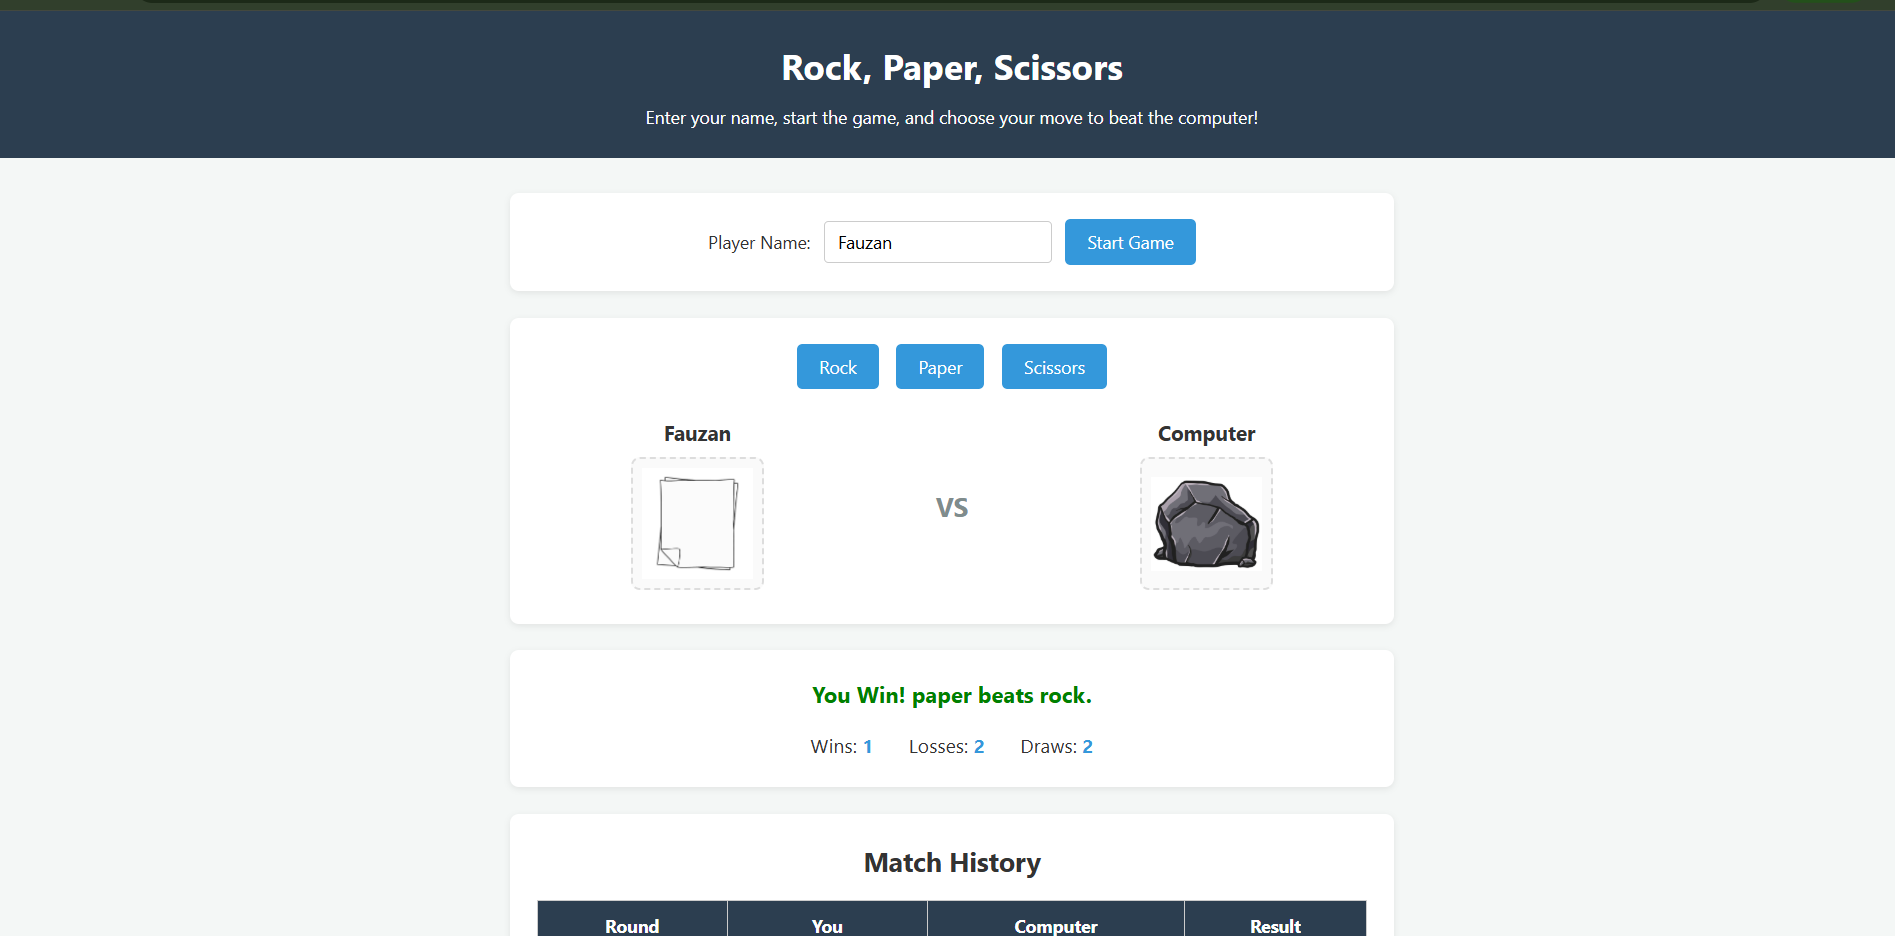 Rock, Paper, Scissors
Enter your name, start the game, and choose your move to beat the computer!
Player Name: Fauzan Start Game
Rock Paper Scissors
Fauzan Computer
VS
You Win! paper beats rock.
Wins: 1 Losses: 2 Draws: 2
Match History
Round You Computer Result